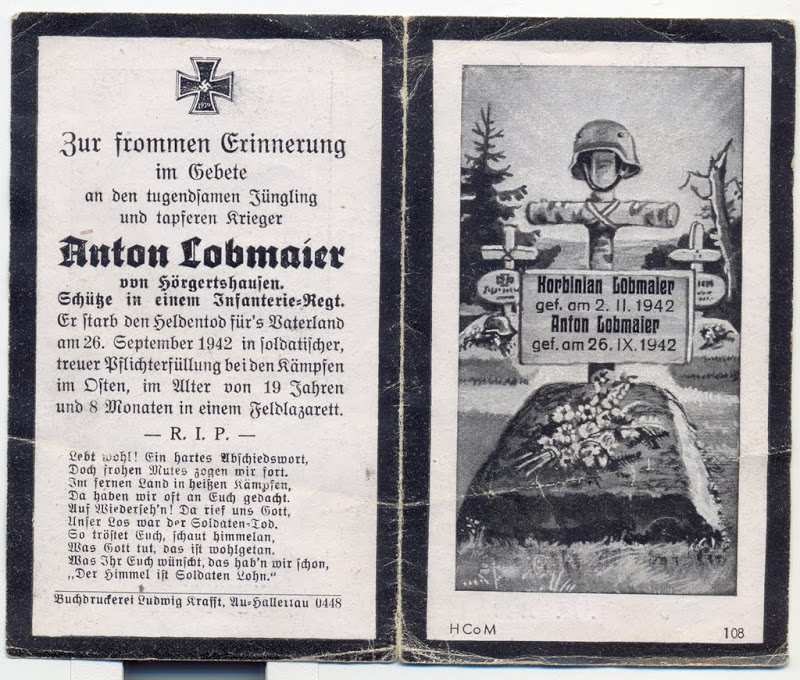 1939
Zur frommen Erinnerung
im Gebete
an den tugendsamen Jüngling
und tapferen Krieger
Anton Lobmaier
von Hörgertshausen.
Schütze in einem Infanterie-Regt.
Er starb den Heldentod für's Vaterland
am 26. September 1942 in soldatischer,
treuer Pflichterfüllung bei den Kämpfen
im Osten, im Alter von 19 Jahren
und 8 Monaten in einem Feldlazarett.
— R. I. P. —
Lebt wohl! Ein hartes Abschiedswort,
Doch frohen Mutes zogen wir fort.
Im fernen Land in heißen Kämpfen,
Da haben wir oft an Euch gedacht.
Auf Wiederseh'n! Da rief uns Gott,
Unser Los war der Soldaten-Tod.
So tröstet Euch, schaut himmelan,
Was Gott tut, das ist wohlgetan.
Was Ihr Euch wünscht, das hab'n wir schon,
„Der Himmel ist Soldaten Lohn.“
Buchdruckerei Ludwig Krafft, Au-Hallertau 0448
Korbinian Lobmaier
gef. am 2. II. 1942
Anton Lobmaier
gef. am 26. IX. 1942
H Co M
108